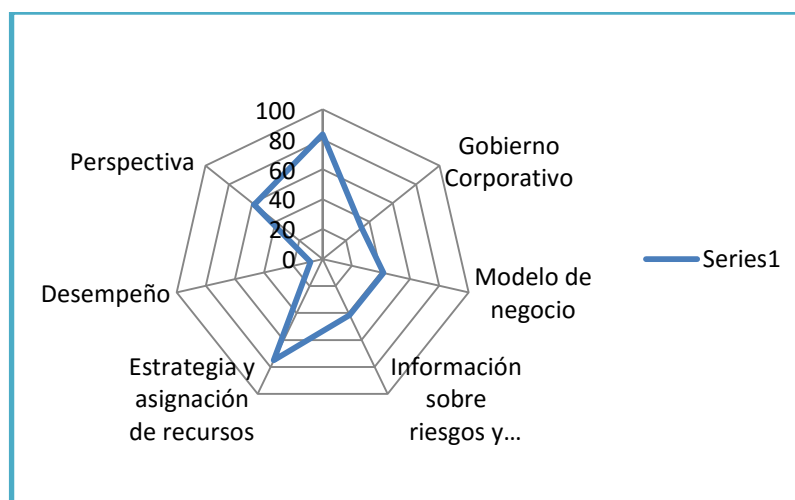 100
80
60
40
20
0
Gobierno
Corporativo
Modelo de
negocio
Información
sobre
riesgos y...
Estrategia y
asignación
de recursos
Desempeño
Perspectiva
Series1